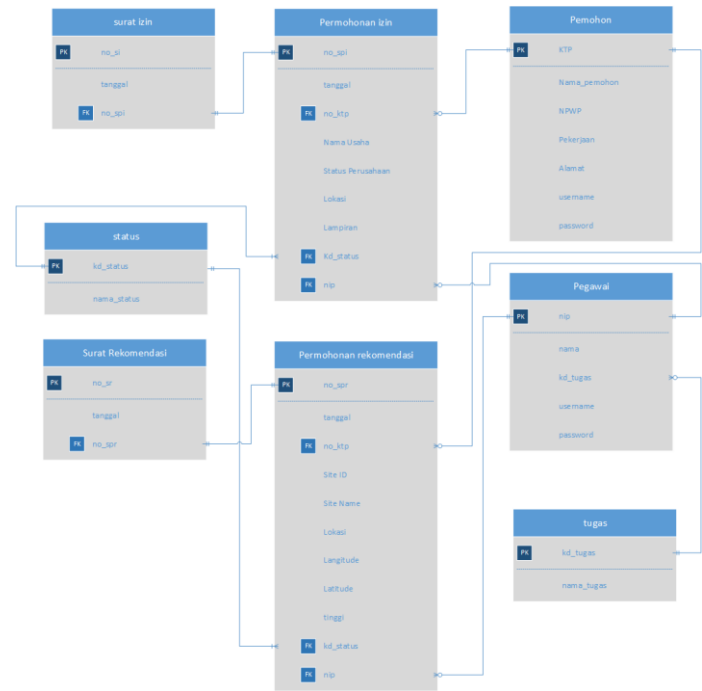 surat izin
PK no_si
tanggal
FK no_spi
Permohonan izin
PK no_spi
tanggal
FK no_ktp
Nama Usaha
Status Perusahaan
Lokasi
Lampiran
FK Kd_status
FK nip
Pemohon
PK KTP
Nama_pemohon
NPWP
Pekerjaan
Alamat
username
password
status
PK kd_status
nama_status
Pegawai
PK nip
nama
kd_tugas
username
password
Surat Rekomendasi
PK no_sr
tanggal
FK no_spr
Permohonan rekomendasi
PK no_spr
tanggal
FK no_ktp
Site ID
Site Name
Lokasi
Langitude
Latitude
tinggi
FK kd_status
FK nip
tugas
PK kd_tugas
nama_tugas